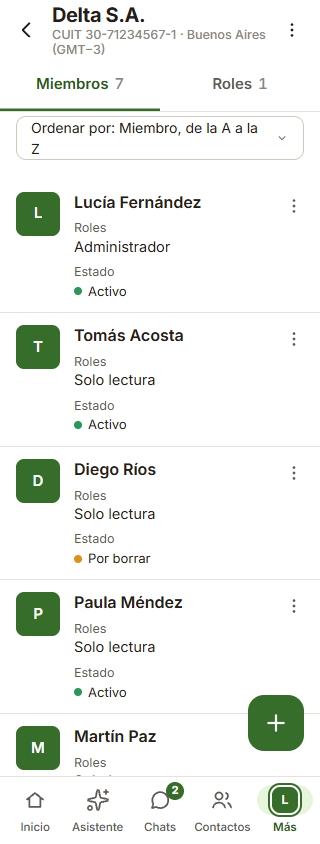 Delta S.A.
CUIT 30-71234567-1 · Buenos Aires
(GMT−3)
Miembros 7
Roles 1
Ordenar por: Miembro, de la A a la
Z
L
Lucía Fernández
Roles
Administrador
Estado
Activo
T
Tomás Acosta
Roles
Solo lectura
Estado
Activo
D
Diego Ríos
Roles
Solo lectura
Estado
Por borrar
P
Paula Méndez
Roles
Solo lectura
Estado
Activo
M
Martín Paz
Roles
2
L
Inicio
Asistente
Chats
Contactos
Más